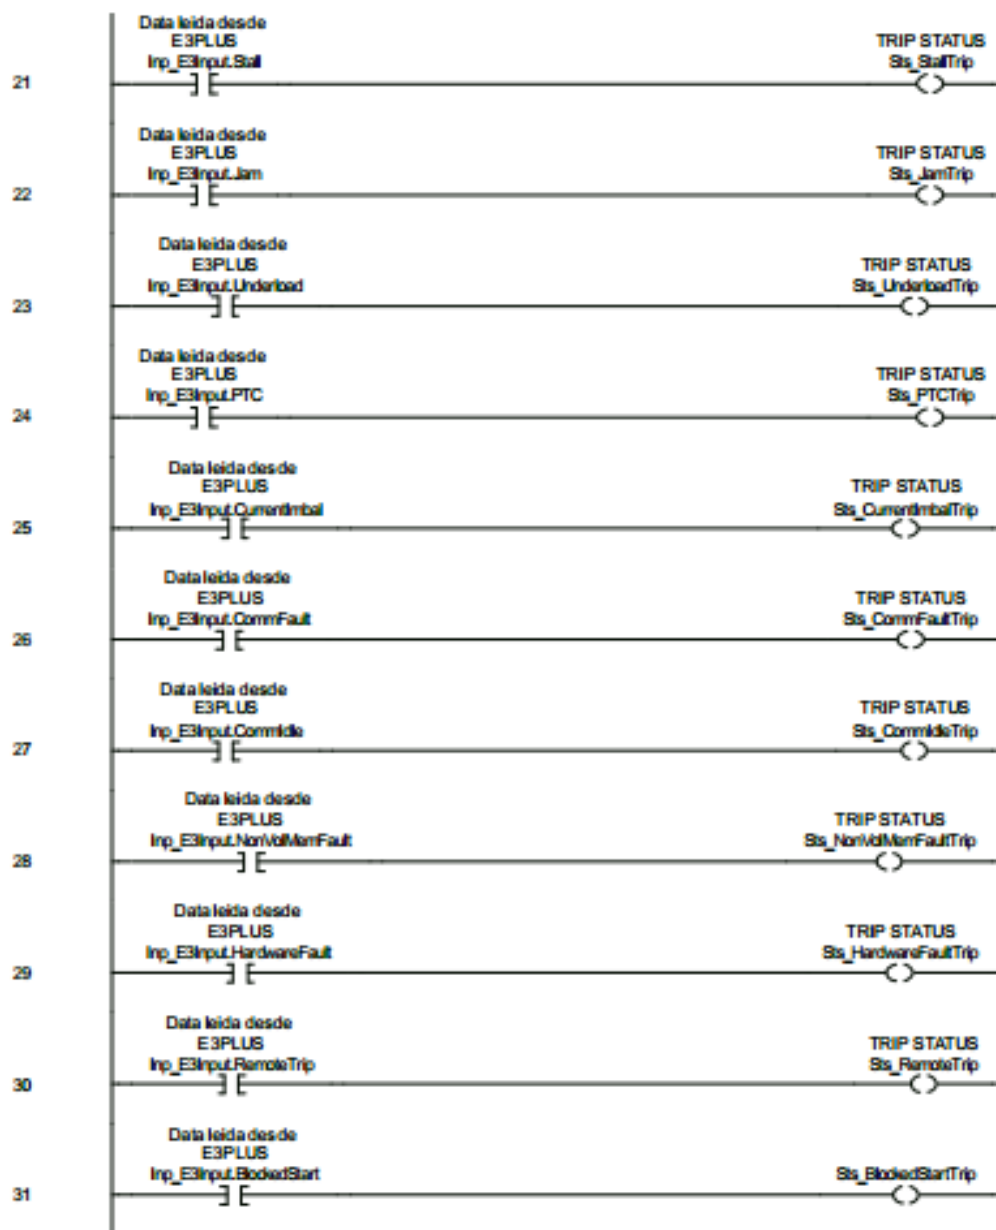 Data leida desde
E3PLUS
Inp_E3Input.Stall
TRIP STATUS
Sts_StallTrip
21
Data leida desde
E3PLUS
Inp_E3Input.Jam
TRIP STATUS
Sts_JamTrip
22
Data leida desde
E3PLUS
Inp_E3Input.Underload
TRIP STATUS
Sts_UnderloadTrip
23
Data leida desde
E3PLUS
Inp_E3Input.PTC
TRIP STATUS
Sts_PTCTrip
24
Data leida desde
E3PLUS
Inp_E3Input.CurrentImbal
TRIP STATUS
Sts_CurrentImbalTrip
25
Data leida desde
E3PLUS
Inp_E3Input.CommFault
TRIP STATUS
Sts_CommFaultTrip
26
Data leida desde
E3PLUS
Inp_E3Input.CommIdle
TRIP STATUS
Sts_CommIdleTrip
27
Data leida desde
E3PLUS
Inp_E3Input.NonVolMemFault
TRIP STATUS
Sts_NonVolMemFaultTrip
28
Data leida desde
E3PLUS
Inp_E3Input.HardwareFault
TRIP STATUS
Sts_HardwareFaultTrip
29
Data leida desde
E3PLUS
Inp_E3Input.RemoteTrip
TRIP STATUS
Sts_RemoteTrip
30
Data leida desde
E3PLUS
Inp_E3Input.BlockedStart
Sts_BlockedStartTrip
31